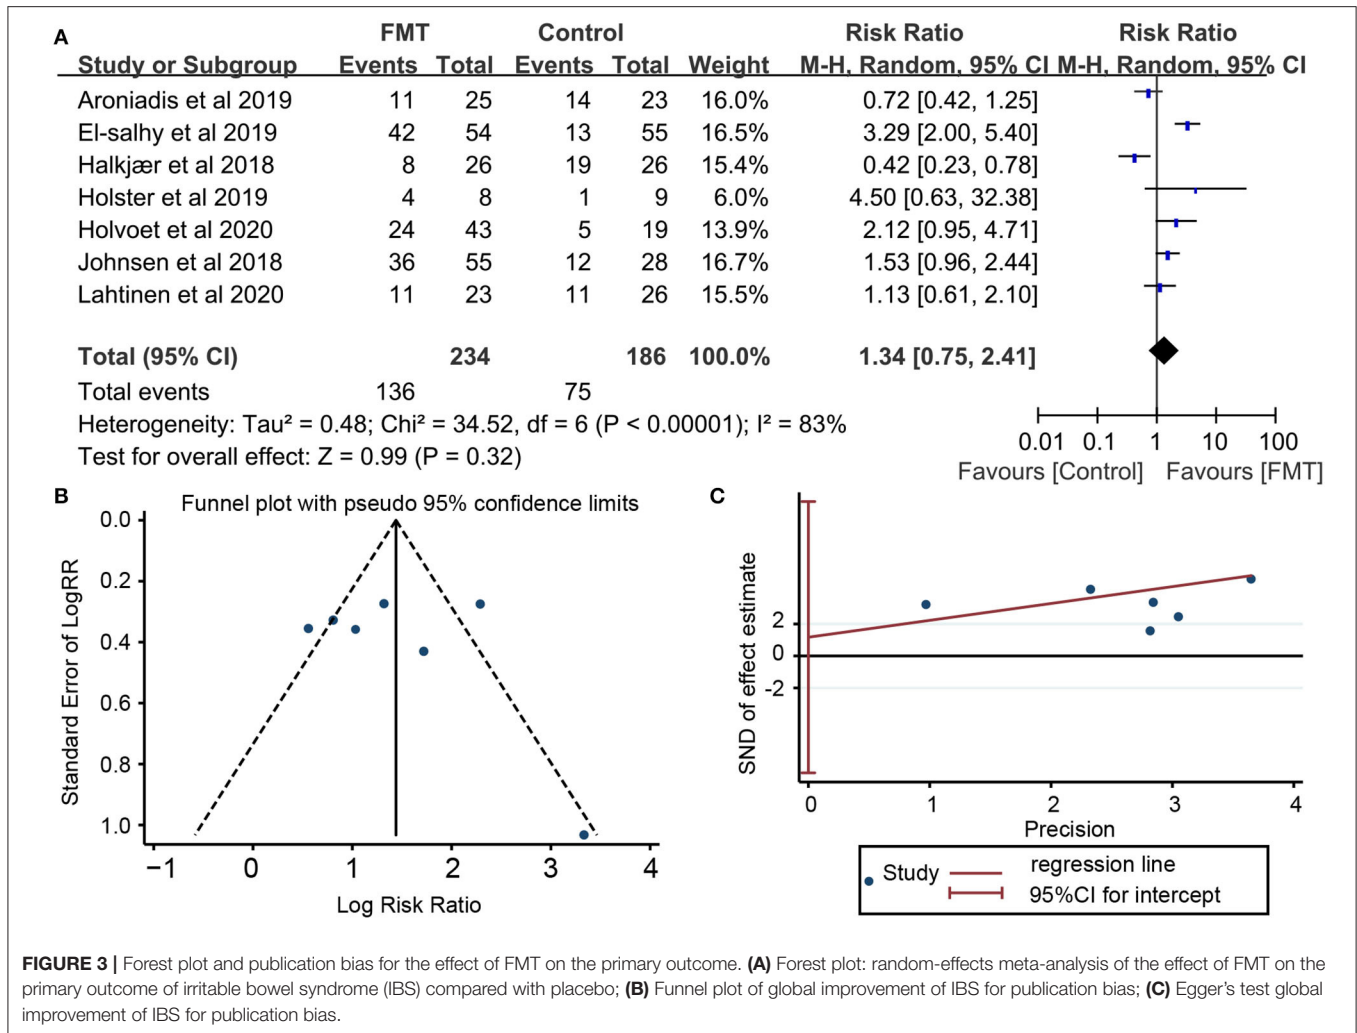 A
FMT Control Risk Ratio Risk Ratio
Study or Subgroup Events Total Events Total Weight M-H, Random, 95% CI M-H, Random, 95% CI
Aroniadis et al 2019 11 25 14 23 16.0% 0.72 [0.42, 1.25]
El-salhy et al 2019 42 54 13 55 16.5% 3.29 [2.00, 5.40]
Halkjær et al 2018 8 26 19 26 15.4% 0.42 [0.23, 0.78]
Holster et al 2019 4 8 1 9 6.0% 4.50 [0.63, 32.38]
Holvoet et al 2020 24 43 5 19 13.9% 2.12 [0.95, 4.71]
Johnsen et al 2018 36 55 12 28 16.7% 1.53 [0.96, 2.44]
Lahtinen et al 2020 11 23 11 26 15.5% 1.13 [0.61, 2.10]
Total (95% CI) 234 186 100.0% 1.34 [0.75, 2.41]
Total events 136 75
Heterogeneity: Tau² = 0.48; Chi² = 34.52, df = 6 (P < 0.00001); I² = 83%
Test for overall effect: Z = 0.99 (P = 0.32)
0.01 0.1 1 10 100
Favours [Control] Favours [FMT]
B
Funnel plot with pseudo 95% confidence limits
Standard Error of LogRR
0.0
0.2
0.4
0.6
0.8
1.0
−1 0 1 2 3 4
Log Risk Ratio
C
SND of effect estimate
2
0
-2
0 1 2 3 4
Precision
Study regression line
95%CI for intercept
FIGURE 3 | Forest plot and publication bias for the effect of FMT on the primary outcome. (A) Forest plot: random-effects meta-analysis of the effect of FMT on the
primary outcome of irritable bowel syndrome (IBS) compared with placebo; (B) Funnel plot of global improvement of IBS for publication bias; (C) Egger's test global
improvement of IBS for publication bias.